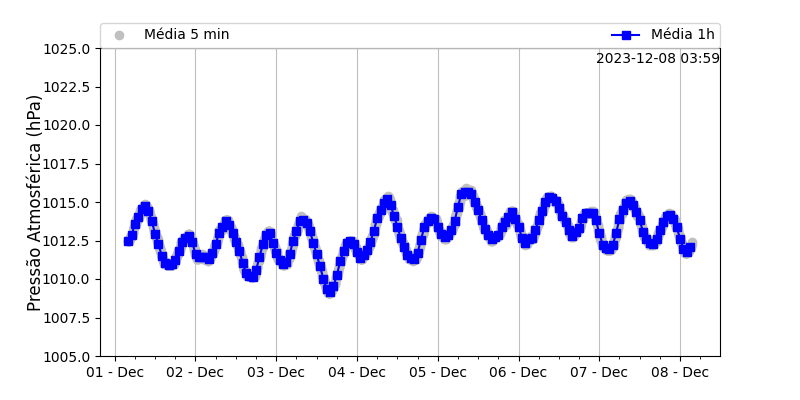 Média 5 min
Média 1h
2023-12-08 03:59
Pressão Atmosférica (hPa)
1025.0
1022.5
1020.0
1017.5
1015.0
1012.5
1010.0
1007.5
1005.0
01 - Dec
02 - Dec
03 - Dec
04 - Dec
05 - Dec
06 - Dec
07 - Dec
08 - Dec